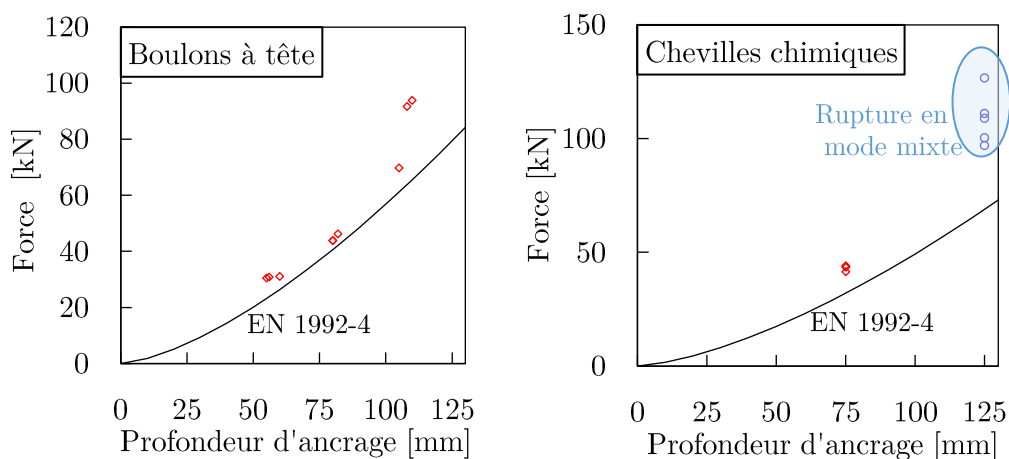 Boulons à tête
120
100
80
60
40
20
0
Force [kN]
EN 1992-4
0 25 50 75 100 125
Profondeur d'ancrage [mm]
Chevilles chimiques
150
100
50
0
Force [kN]
Rupture en
mode mixte
EN 1992-4
0 25 50 75 100 125
Profondeur d'ancrage [mm]